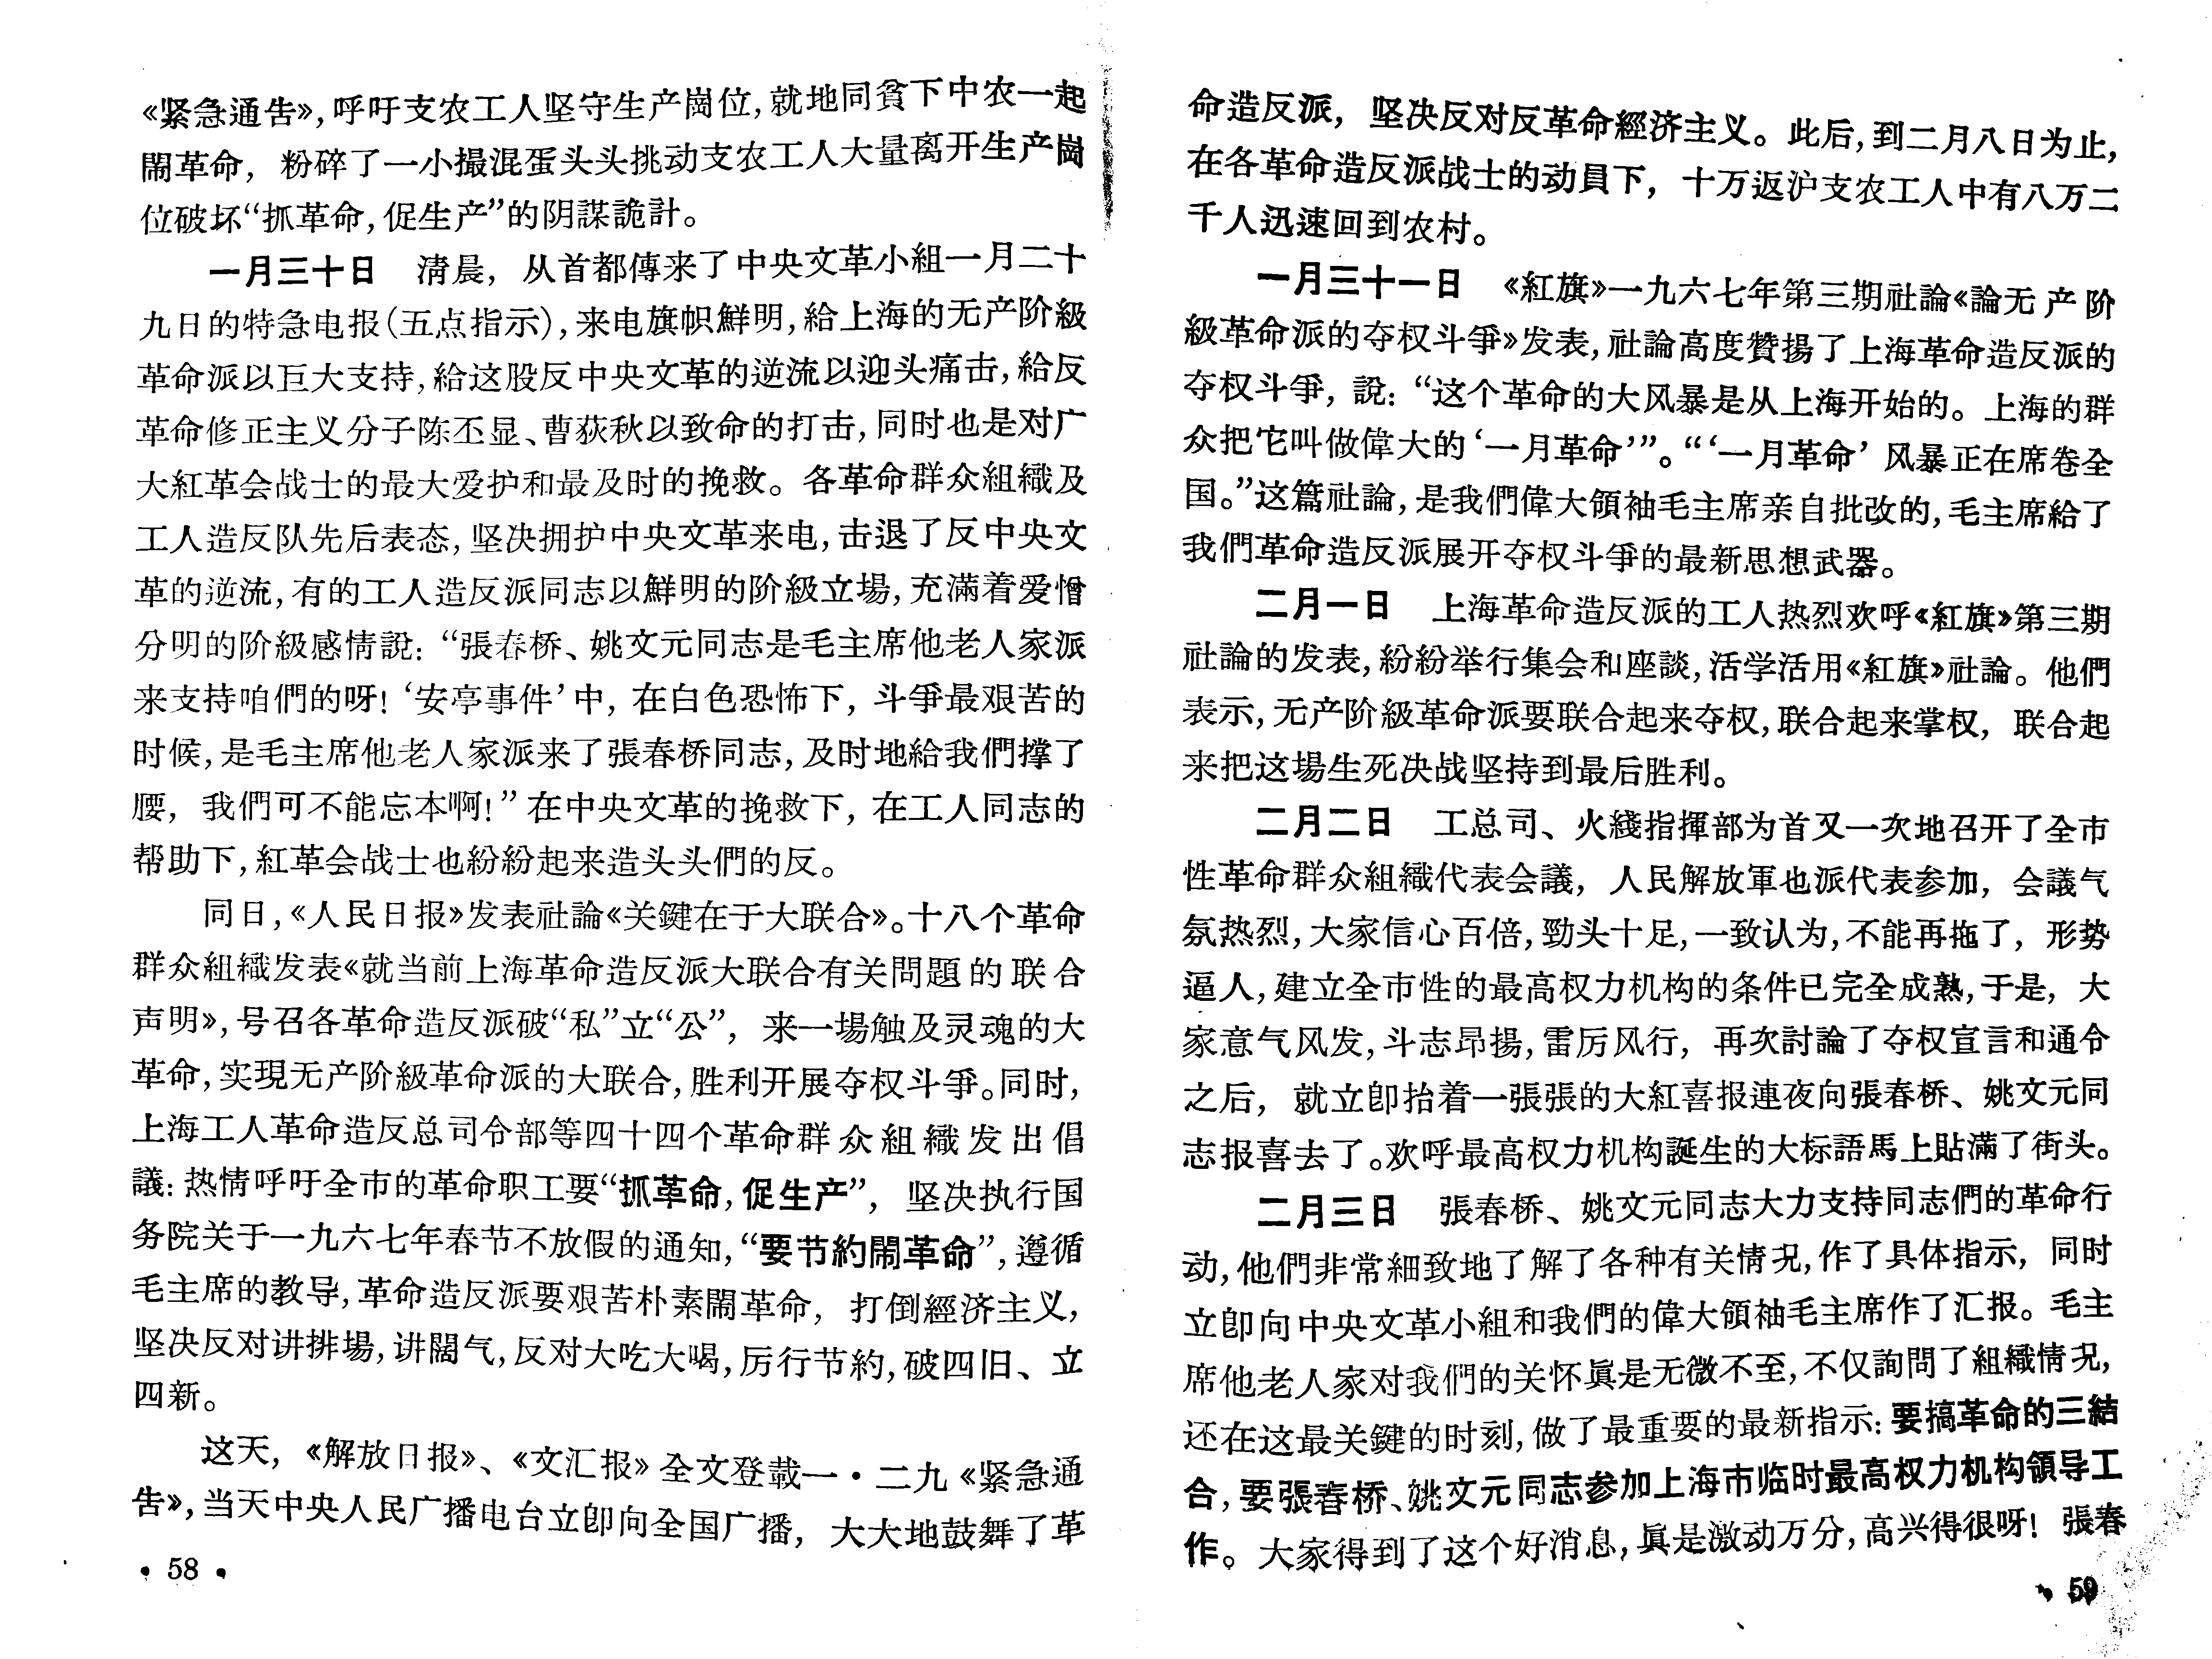 《紧急通告》,呼吁支农工人坚守生产崗位,就地同貧下中农一起
鬧革命，粉碎了一小撮混蛋头头挑动支农工人大量离开生产崗
位破坏“抓革命,促生产”的阴謀詭計。
一月三十日　清晨，从首都傳来了中央文革小組一月二十
九日的特急电报(五点指示),来电旗帜鮮明,給上海的无产阶級
革命派以巨大支持,給这股反中央文革的逆流以迎头痛击,給反
革命修正主义分子陈丕显、曹荻秋以致命的打击,同时也是对广
大紅革会战士的最大爱护和最及时的挽救。各革命群众組織及
工人造反队先后表态,坚决拥护中央文革来电,击退了反中央文
革的逆流,有的工人造反派同志以鮮明的阶級立場,充滿着爱憎
分明的阶級感情說：“張春桥、姚文元同志是毛主席他老人家派
来支持咱們的呀！‘安亭事件’中，在白色恐怖下，斗爭最艰苦的
时候,是毛主席他老人家派来了張春桥同志,及时地給我們撑了
腰，我們可不能忘本啊！”在中央文革的挽救下，在工人同志的
帮助下,紅革会战士也紛紛起来造头头們的反。
同日,《人民日报》发表社論《关鍵在于大联合》。十八个革命
群众組織发表《就当前上海革命造反派大联合有关問題的联合
声明》,号召各革命造反派破“私”立“公”，来一場触及灵魂的大
革命,实現无产阶級革命派的大联合,胜利开展夺权斗爭。同时,
上海工人革命造反总司令部等四十四个革命群众組織发出倡
議：热情呼吁全市的革命职工要“抓革命,促生产”，坚决执行国
务院关于一九六七年春节不放假的通知,“要节約鬧革命”,遵循
毛主席的教导,革命造反派要艰苦朴素鬧革命，打倒經济主义,
坚决反对讲排場,讲闊气,反对大吃大喝,厉行节約,破四旧、立
四新。
这天，《解放日报》、《文汇报》全文登載一·二九《紧急通
告》,当天中央人民广播电台立卽向全国广播，大大地鼓舞了革
· 58 ·
命造反派，坚决反对反革命經济主义。此后,到二月八日为止,
在各革命造反派战士的动員下，十万返沪支农工人中有八万二
千人迅速回到农村。
一月三十一日　《紅旗》一九六七年第三期社論《論无产阶
級革命派的夺权斗爭》发表,社論高度贊揚了上海革命造反派的
夺权斗爭，說：“这个革命的大风暴是从上海开始的。上海的群
众把它叫做偉大的‘一月革命’”。“‘一月革命’风暴正在席卷全
国。”这篇社論,是我們偉大領袖毛主席亲自批改的,毛主席給了
我們革命造反派展开夺权斗爭的最新思想武器。
二月一日　上海革命造反派的工人热烈欢呼《紅旗》第三期
社論的发表,紛紛举行集会和座談,活学活用《紅旗》社論。他們
表示,无产阶級革命派要联合起来夺权,联合起来掌权，联合起
来把这場生死决战坚持到最后胜利。
二月二日　工总司、火綫指揮部为首又一次地召开了全市
性革命群众組織代表会議，人民解放軍也派代表参加，会議气
氛热烈,大家信心百倍,勁头十足,一致认为,不能再拖了，形势
逼人,建立全市性的最高权力机构的条件已完全成熟,于是，大
家意气风发,斗志昂揚,雷厉风行，再次討論了夺权宣言和通令
之后，就立卽抬着一張張的大紅喜报連夜向張春桥、姚文元同
志报喜去了。欢呼最高权力机构誕生的大标語馬上貼滿了街头。
二月三日　張春桥、姚文元同志大力支持同志們的革命行
动,他們非常細致地了解了各种有关情况,作了具体指示，同时
立卽向中央文革小組和我們的偉大領袖毛主席作了汇报。毛主
席他老人家对我們的关怀眞是无微不至,不仅詢問了組織情况,
还在这最关鍵的时刻,做了最重要的最新指示：要搞革命的三結
合,要張春桥、姚文元同志参加上海市临时最高权力机构領导工
作。大家得到了这个好消息,眞是激动万分,高兴得很呀！張春
· 59